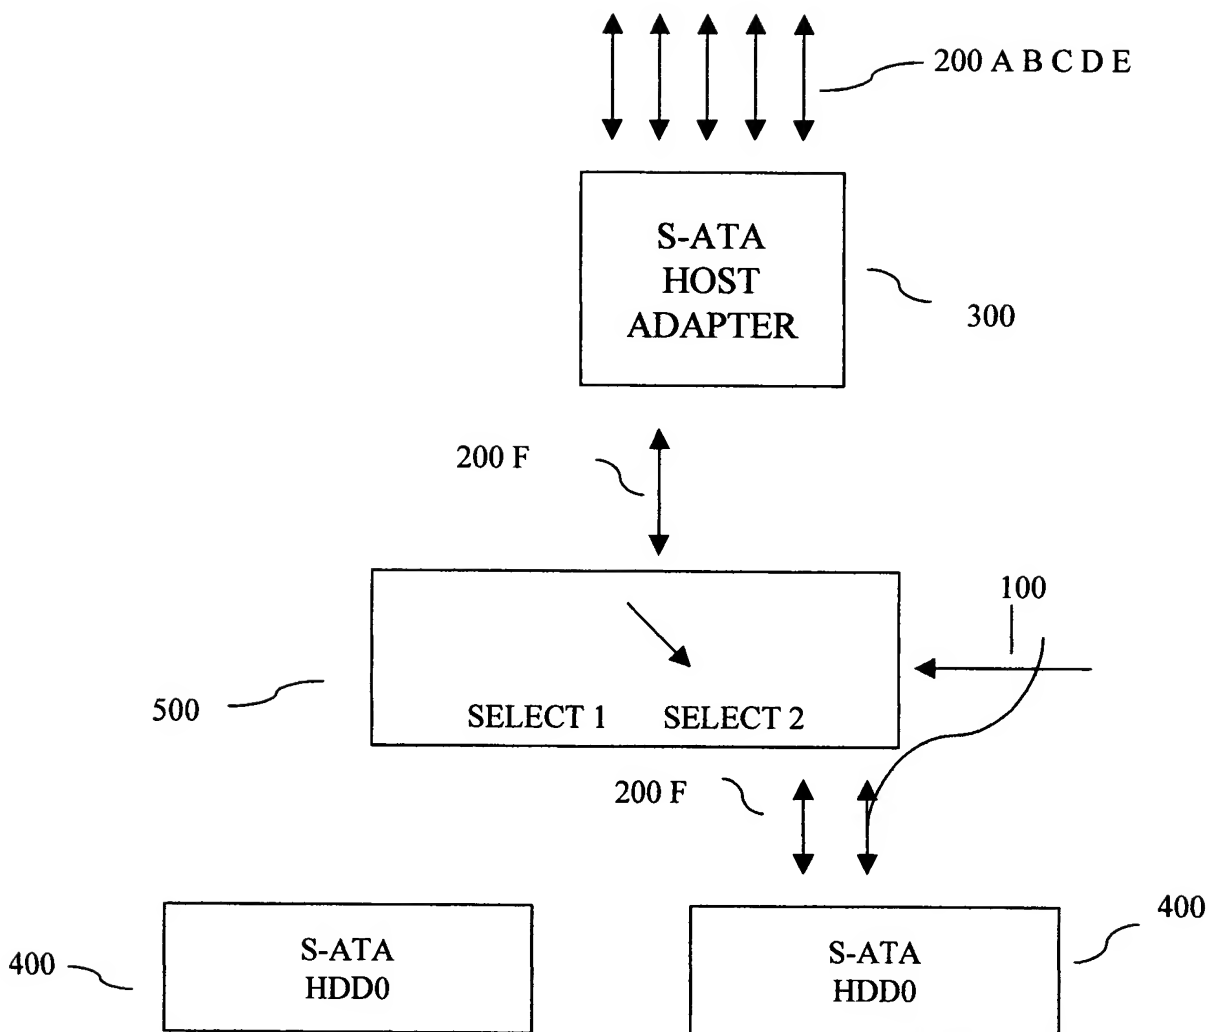 200 A B C D E
S-ATA
HOST
ADAPTER
300
200 F
100
500
SELECT 1 SELECT 2
200 F
400
S-ATA
HDD0
S-ATA
HDD0
400